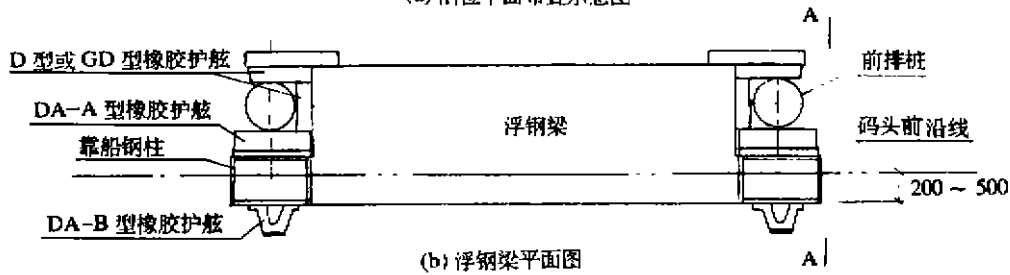 A
D 型或 GD 型橡胶护舷
前排桩
DA-A 型橡胶护舷
浮钢梁
码头前沿线
靠船钢柱
200~500
DA-B 型橡胶护舷
(b) 浮钢梁平面图
A